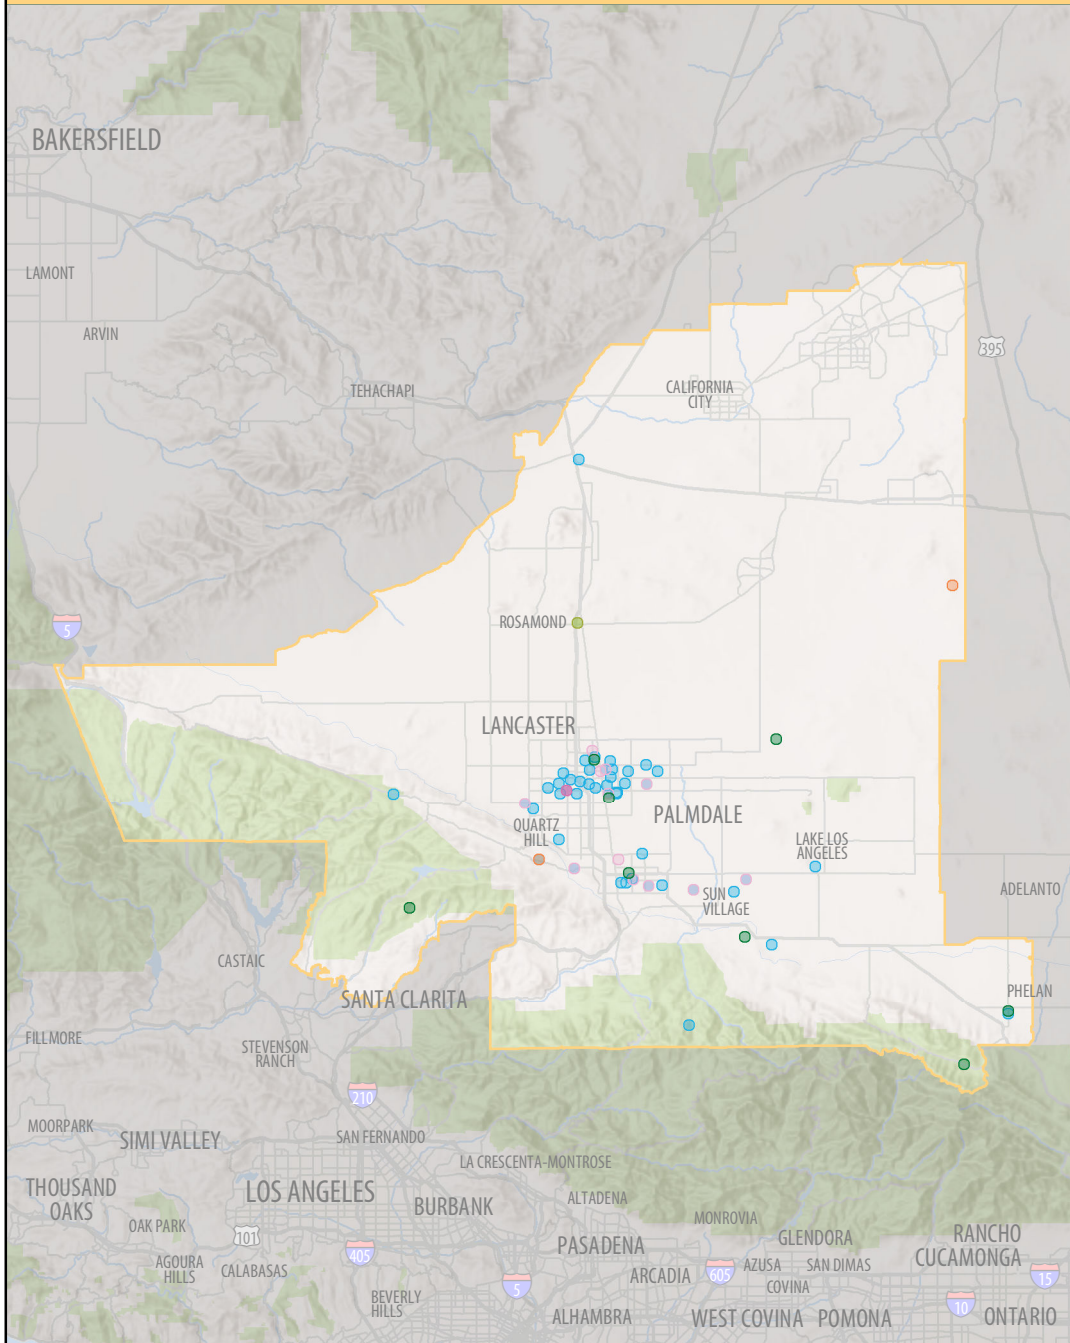 BAKERSFIELD
LAMONT
ARVIN
395
TEHACHAPI
CALIFORNIA
CITY
ROSAMOND
5
LANCASTER
PALMDALE
QUARTZ
HILL
LAKE LOS
ANGELES
SUN
VILLAGE
ADELANTO
CASTAIC
SANTA CLARITA
PHELAN
FILLMORE
STEVENSON
RANCH
210
MOORPARK
SIMI VALLEY
SAN FERNANDO
LA CRESCENTA-MONTROSE
THOUSAND
OAKS
LOS ANGELES
BURBANK
ALTADENA
OAK PARK
101
MONROVIA
GLENDORA
RANCHO
CUCAMONGA
405
PASADENA
AGOURA
HILLS
CALABASAS
ARCADIA
605
AZUSA
SAN DIMAS
COVINA
15
5
BEVERLY
HILLS
10
ALHAMBRA
WEST COVINA
POMONA
ONTARIO